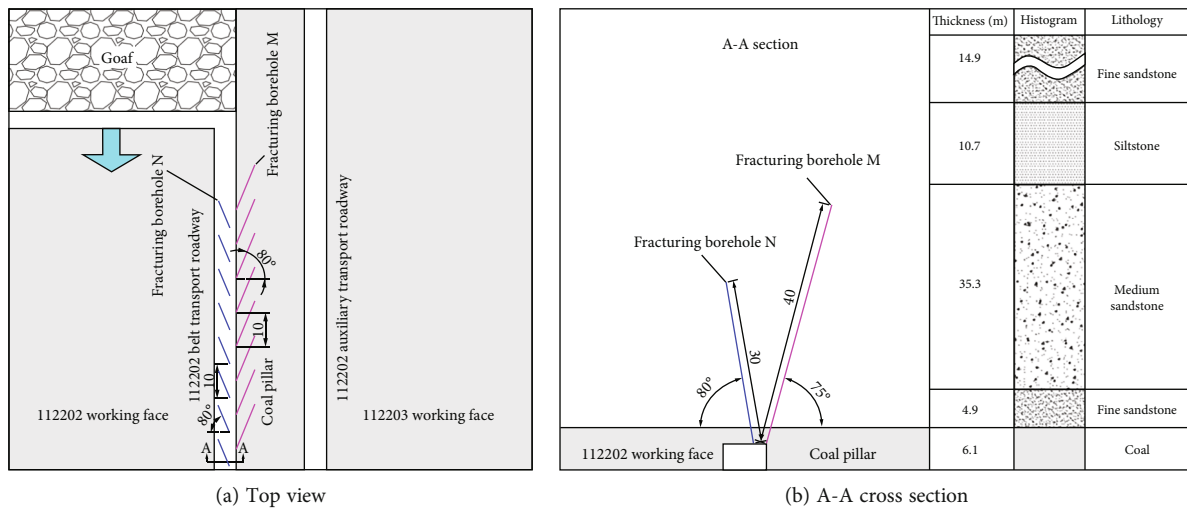 Goaf
Fracturing borehole M
Fracturing borehole N
112202 belt transport roadway
112202 auxiliary transport roadway
80°
10
10
80°
Coal pillar
112202 working face
112203 working face
A
A
(a) Top view
A-A section
Fracturing borehole M
Fracturing borehole N
40
30
80°
75°
112202 working face
Coal pillar
Thickness (m)
Histogram
Lithology
14.9
Fine sandstone
10.7
Siltstone
35.3
Medium
sandstone
4.9
Fine sandstone
6.1
Coal
(b) A-A cross section